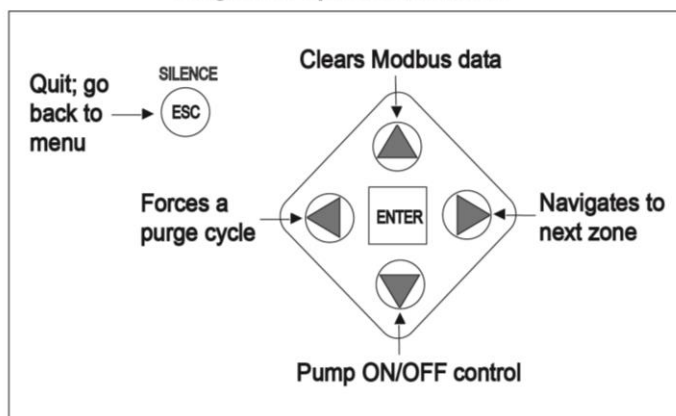 Clears Modbus data
SILENCE
Quit; go
back to
menu
ESC
Forces a
purge cycle
ENTER
Navigates to
next zone
Pump ON/OFF control